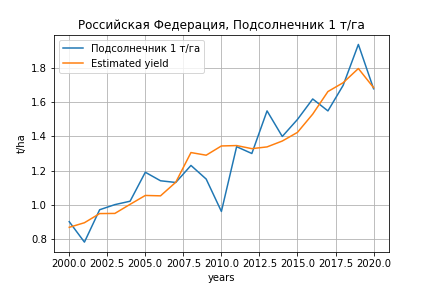 Российская Федерация, Подсолнечник 1 т/га
Подсолнечник 1 т/га
Estimated yield
t/ha
1.8
1.6
1.4
1.2
1.0
0.8
2000.0 2002.5 2005.0 2007.5 2010.0 2012.5 2015.0 2017.5 2020.0
years